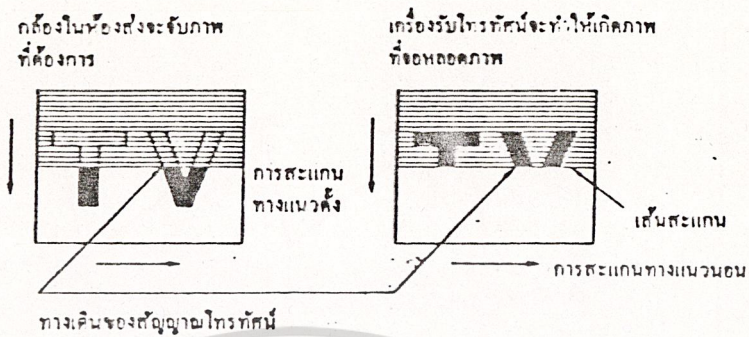 กล้องในห้องส่งจะจับภาพ
ที่ต้องการ
เครื่องรับโทรทัศน์จะทำให้เกิดภาพ
ที่จอหลอดภาพ
TV
TV
การสะแกน
ทางแนวตั้ง
เส้นสะแกน
การสะแกนทางแนวนอน
ทางเดินของสัญญาณโทรทัศน์